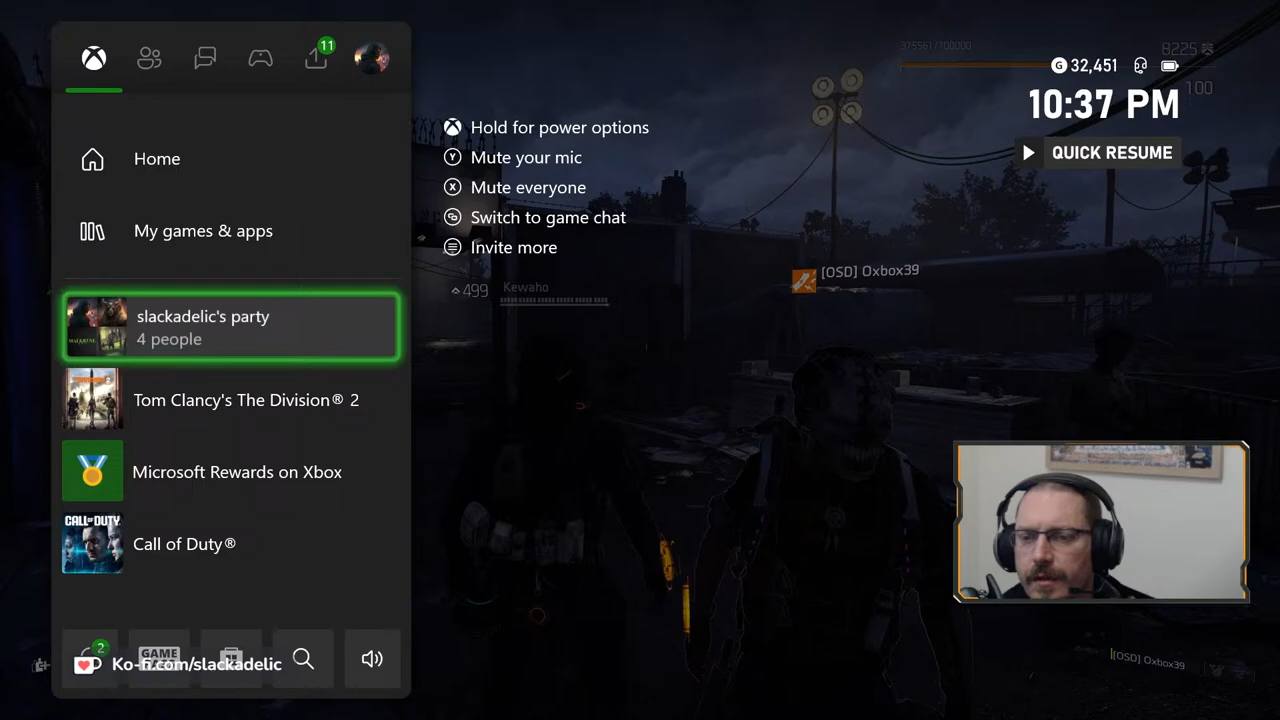 11
Home
My games & apps
slackadelic's party
4 people
Tom Clancy's The Division® 2
Microsoft Rewards on Xbox
CALL OF DUTY
Call of Duty®
2
GAME
Ko-fi.com/slackadelic
Hold for power options
Mute your mic
Mute everyone
Switch to game chat
Invite more
499 Kewaho
[OSD] Oxbox39
8225
G 32,451
100
10:37 PM
QUICK RESUME
[OSD] Oxbox39